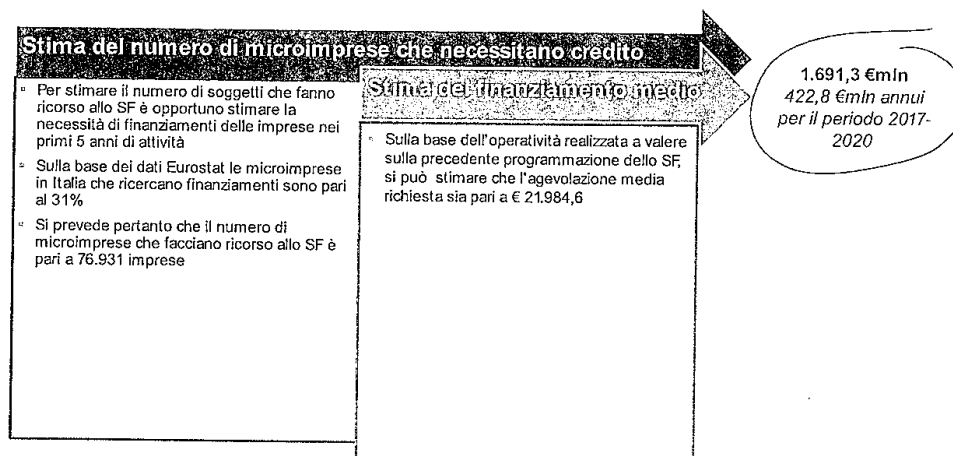 Stima del numero di microimprese che necessitano credito
▫ Per stimare il numero di soggetti che fanno
ricorso allo SF è opportuno stimare la
necessità di finanziamenti delle imprese nei
primi 5 anni di attività
▫ Sulla base dei dati Eurostat le microimprese
in Italia che ricercano finanziamenti sono pari
al 31%
▫ Si prevede pertanto che il numero di
microimprese che facciano ricorso allo SF è
pari a 76.931 imprese
Stima del finanziamento medio
▫ Sulla base dell'operatività realizzata a valere
sulla precedente programmazione dello SF,
si può stimare che l'agevolazione media
richiesta sia pari a € 21.984,6
1.691,3 €mln
422,8 €mln annui
per il periodo 2017-
2020